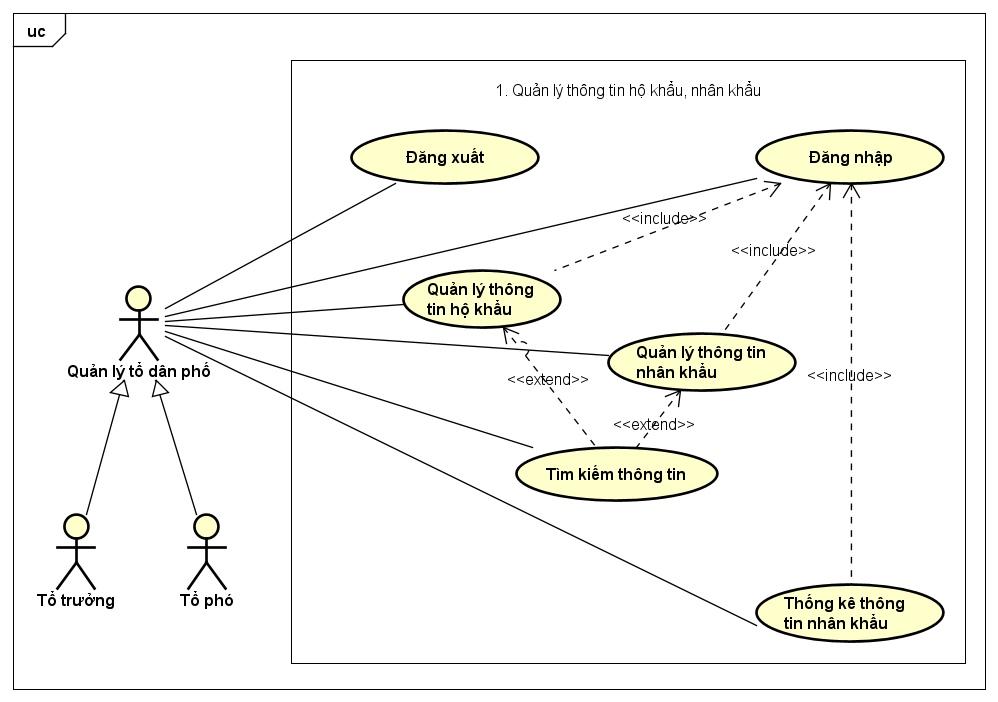 uc
1. Quản lý thông tin hộ khẩu, nhân khẩu
Đăng xuất
Đăng nhập
<<include>>
<<include>>
Quản lý thông
tin hộ khẩu
Quản lý thông tin
nhân khẩu
Quản lý tổ dân phố
<<extend>>
<<include>>
<<extend>>
Tìm kiếm thông tin
Tổ trưởng
Tổ phó
Thống kê thông
tin nhân khẩu